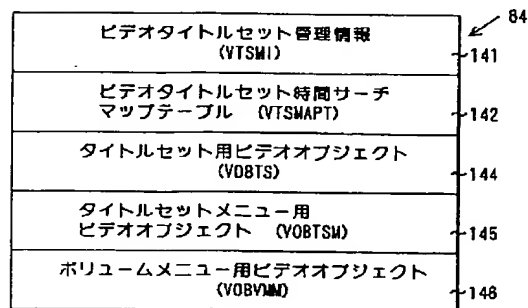 84
ビデオタイトルセット管理情報
(VTSMI)
141
ビデオタイトルセット時間サーチ
マップテーブル (VTSMAPT)
142
タイトルセット用ビデオオブジェクト
(VOBTS)
144
タイトルセットメニュー用
ビデオオブジェクト (VOBTSM)
145
ボリュームメニュー用ビデオオブジェクト
(VOBVMM)
146